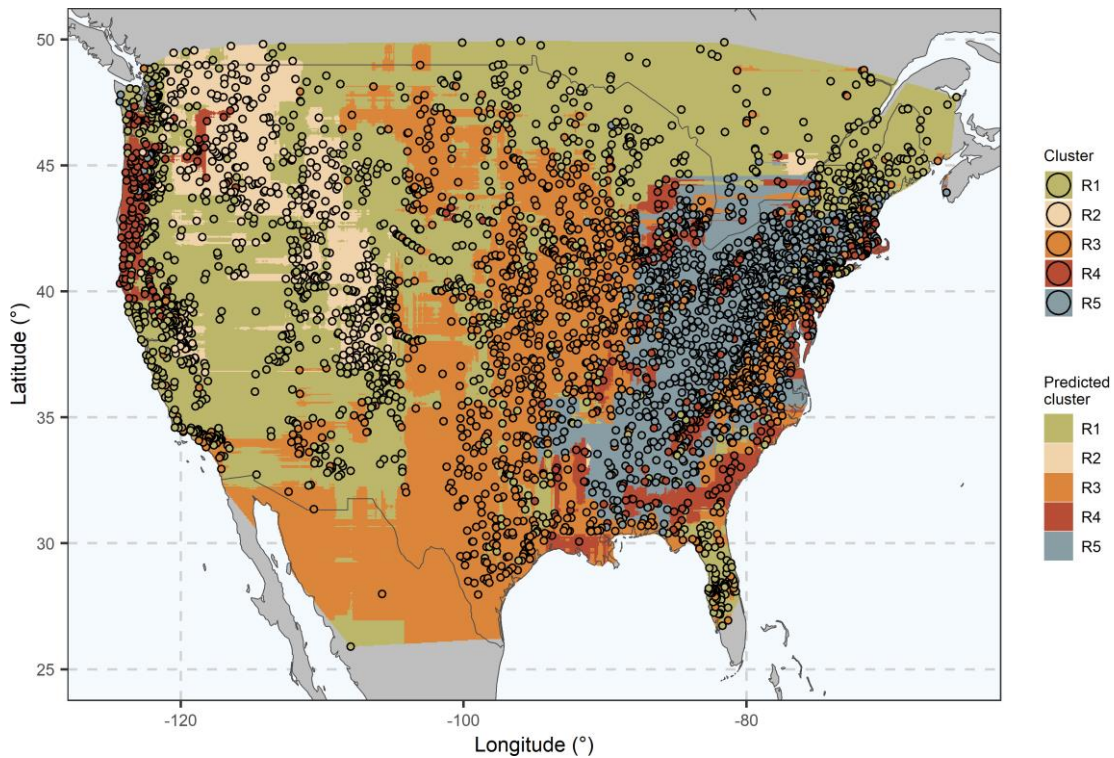 50
45
40
35
30
25
Latitude (°)
-120
-100
-80
Longitude (°)
Cluster
R1
R2
R3
R4
R5
Predicted
cluster
R1
R2
R3
R4
R5